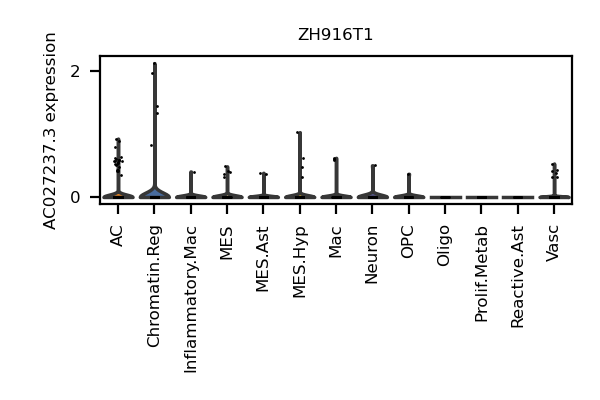 ZH916T1
AC027237.3 expression
2
0
AC
Chromatin.Reg
Inflammatory.Mac
MES
MES.Ast
MES.Hyp
Mac
Neuron
OPC
Oligo
Prolif.Metab
Reactive.Ast
Vasc